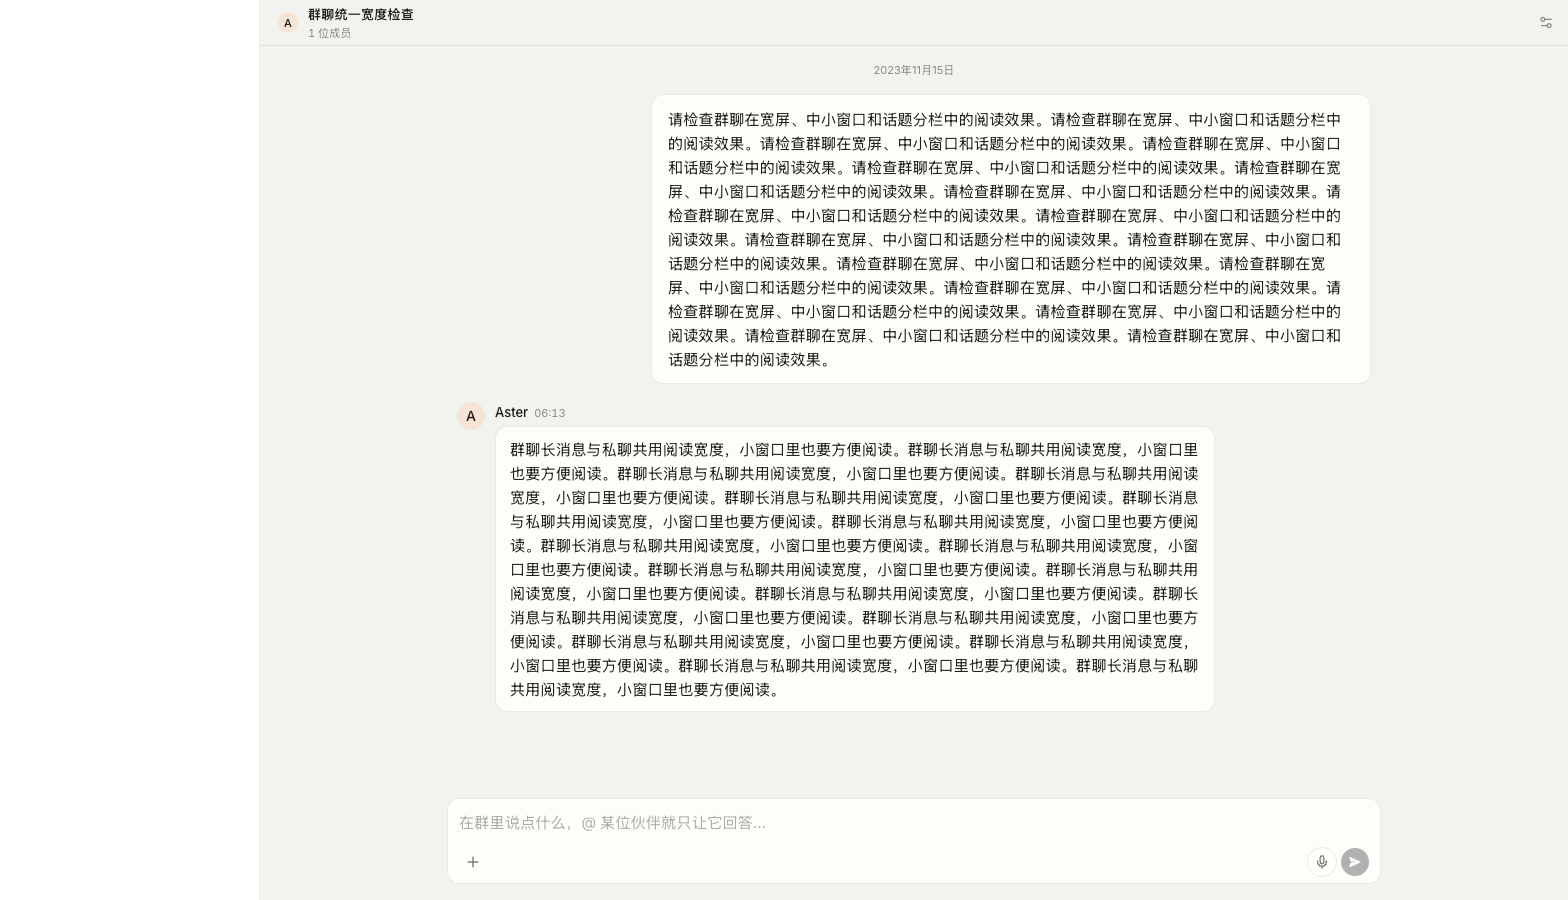 A
群聊统一宽度检查
1 位成员
2023年11月15日
请检查群聊在宽屏、中小窗口和话题分栏中的阅读效果。请检查群聊在宽屏、中小窗口和话题分栏中
的阅读效果。请检查群聊在宽屏、中小窗口和话题分栏中的阅读效果。请检查群聊在宽屏、中小窗口
和话题分栏中的阅读效果。请检查群聊在宽屏、中小窗口和话题分栏中的阅读效果。请检查群聊在宽
屏、中小窗口和话题分栏中的阅读效果。请检查群聊在宽屏、中小窗口和话题分栏中的阅读效果。请
检查群聊在宽屏、中小窗口和话题分栏中的阅读效果。请检查群聊在宽屏、中小窗口和话题分栏中的
阅读效果。请检查群聊在宽屏、中小窗口和话题分栏中的阅读效果。请检查群聊在宽屏、中小窗口和
话题分栏中的阅读效果。请检查群聊在宽屏、中小窗口和话题分栏中的阅读效果。请检查群聊在宽
屏、中小窗口和话题分栏中的阅读效果。请检查群聊在宽屏、中小窗口和话题分栏中的阅读效果。请
检查群聊在宽屏、中小窗口和话题分栏中的阅读效果。请检查群聊在宽屏、中小窗口和话题分栏中的
阅读效果。请检查群聊在宽屏、中小窗口和话题分栏中的阅读效果。请检查群聊在宽屏、中小窗口和
话题分栏中的阅读效果。
A
Aster 06:13
群聊长消息与私聊共用阅读宽度，小窗口里也要方便阅读。群聊长消息与私聊共用阅读宽度，小窗口里
也要方便阅读。群聊长消息与私聊共用阅读宽度，小窗口里也要方便阅读。群聊长消息与私聊共用阅读
宽度，小窗口里也要方便阅读。群聊长消息与私聊共用阅读宽度，小窗口里也要方便阅读。群聊长消息
与私聊共用阅读宽度，小窗口里也要方便阅读。群聊长消息与私聊共用阅读宽度，小窗口里也要方便阅
读。群聊长消息与私聊共用阅读宽度，小窗口里也要方便阅读。群聊长消息与私聊共用阅读宽度，小窗
口里也要方便阅读。群聊长消息与私聊共用阅读宽度，小窗口里也要方便阅读。群聊长消息与私聊共用
阅读宽度，小窗口里也要方便阅读。群聊长消息与私聊共用阅读宽度，小窗口里也要方便阅读。群聊长
消息与私聊共用阅读宽度，小窗口里也要方便阅读。群聊长消息与私聊共用阅读宽度，小窗口里也要方
便阅读。群聊长消息与私聊共用阅读宽度，小窗口里也要方便阅读。群聊长消息与私聊共用阅读宽度，
小窗口里也要方便阅读。群聊长消息与私聊共用阅读宽度，小窗口里也要方便阅读。群聊长消息与私聊
共用阅读宽度，小窗口里也要方便阅读。
在群里说点什么，@ 某位伙伴就只让它回答...